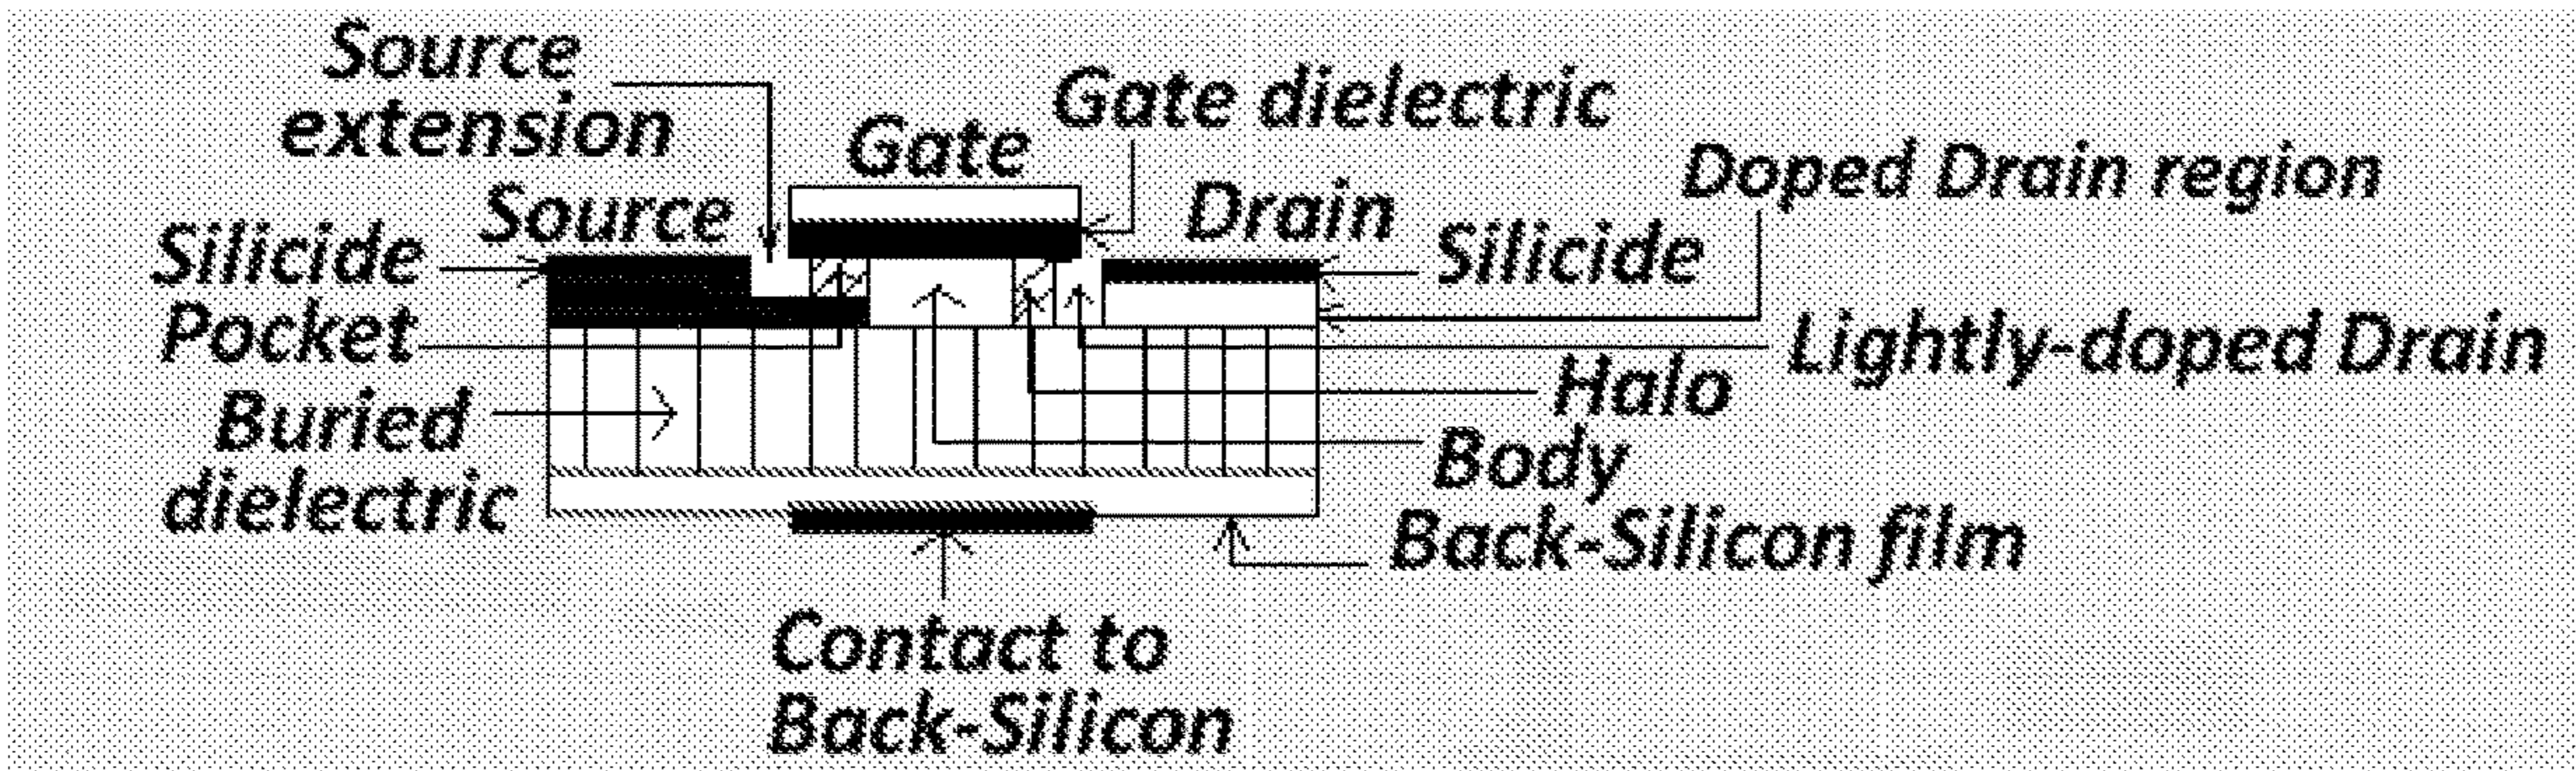 Source
extension
Gate dielectric
Gate
Doped Drain region
Source
Drain
Silicide
Silicide
Pocket
Lightly-doped Drain
Halo
Buried
dielectric
Body
Back-Silicon film
Contact to
Back-Silicon